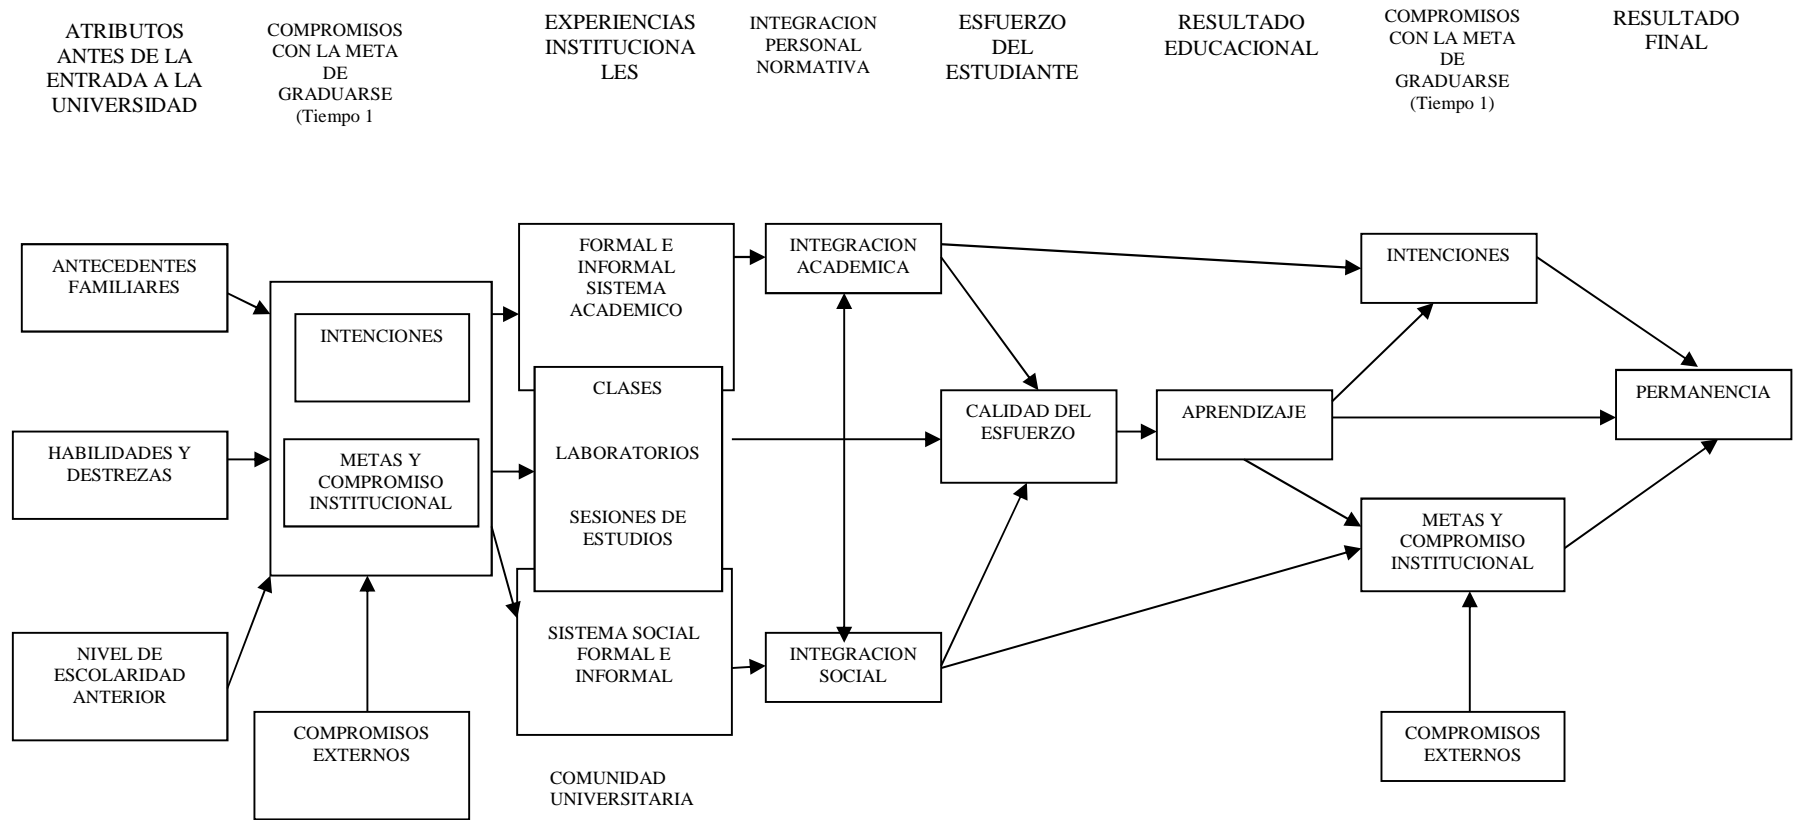 ATRIBUTOS
ANTES DE LA
ENTRADA A LA
UNIVERSIDAD
COMPROMISOS
CON LA META
DE
GRADUARSE
(Tiempo 1
EXPERIENCIAS
INSTITUCIONA
LES
INTEGRACION
PERSONAL
NORMATIVA
ESFUERZO
DEL
ESTUDIANTE
RESULTADO
EDUCACIONAL
COMPROMISOS
CON LA META
DE
GRADUARSE
(Tiempo 1)
RESULTADO
FINAL
ANTECEDENTES
FAMILIARES
HABILIDADES Y
DESTREZAS
NIVEL DE
ESCOLARIDAD
ANTERIOR
INTENCIONES
METAS Y
COMPROMISO
INSTITUCIONAL
COMPROMISOS
EXTERNOS
FORMAL E
INFORMAL
SISTEMA
ACADEMICO
CLASES
LABORATORIOS
SESIONES DE
ESTUDIOS
SISTEMA SOCIAL
FORMAL E
INFORMAL
COMUNIDAD
UNIVERSITARIA
INTEGRACION
ACADEMICA
INTEGRACION
SOCIAL
CALIDAD DEL
ESFUERZO
APRENDIZAJE
INTENCIONES
METAS Y
COMPROMISO
INSTITUCIONAL
COMPROMISOS
EXTERNOS
PERMANENCIA